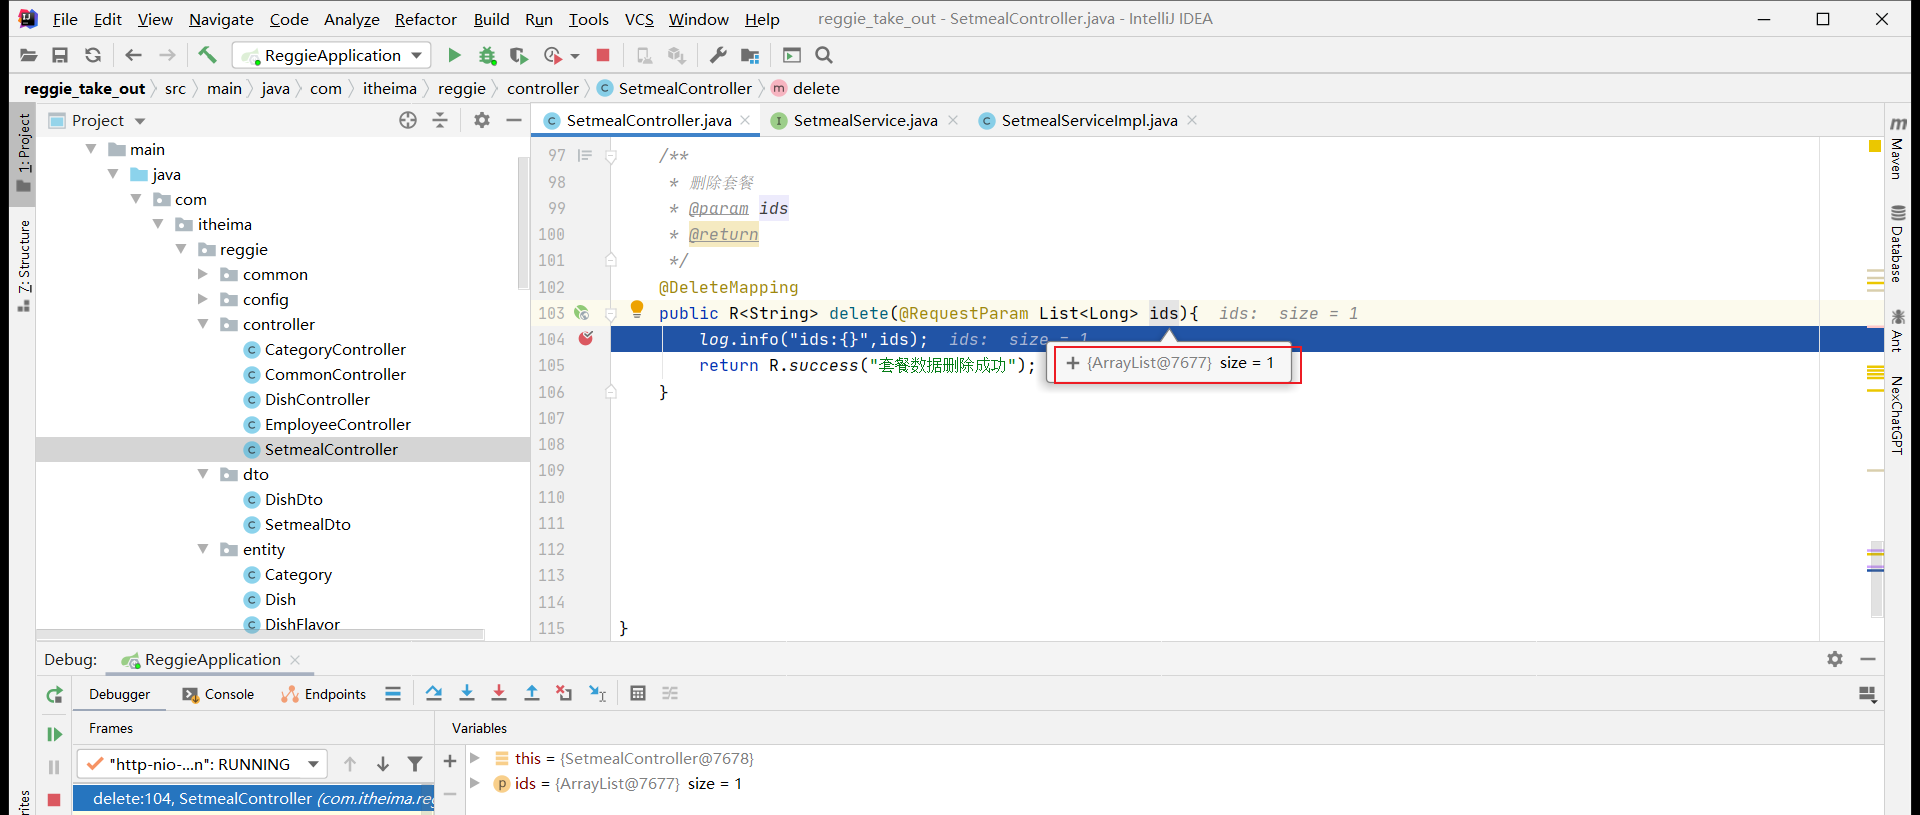 File Edit View Navigate Code Analyze Refactor Build Run Tools VCS Window Help reggie_take_out - SetmealController.java - IntelliJ IDEA
ReggieApplication
reggie_take_out src main java com itheima reggie controller SetmealController delete
1: Project
Z: Structure
Project
main
java
com
itheima
reggie
common
config
controller
CategoryController
CommonController
DishController
EmployeeController
SetmealController
dto
DishDto
SetmealDto
entity
Category
Dish
DishFlavor
SetmealController.java SetmealService.java SetmealServiceImpl.java
97 /**
98 * 删除套餐
99 * @param ids
100 * @return
101 */
102 @DeleteMapping
103 public R<String> delete(@RequestParam List<Long> ids){ ids: size = 1
104 log.info("ids:{}",ids); ids: size = 1
105 return R.success("套餐数据删除成功");
+ {ArrayList@7677} size = 1
106 }
107
108
109
110
111
112
113
114
115 }
Maven
Database
Ant
NexChatGPT
Debug: ReggieApplication
Debugger Console Endpoints
Frames Variables
"http-nio-...n": RUNNING
delete:104, SetmealController (com.itheima.reg
this = {SetmealController@7678}
ids = {ArrayList@7677} size = 1